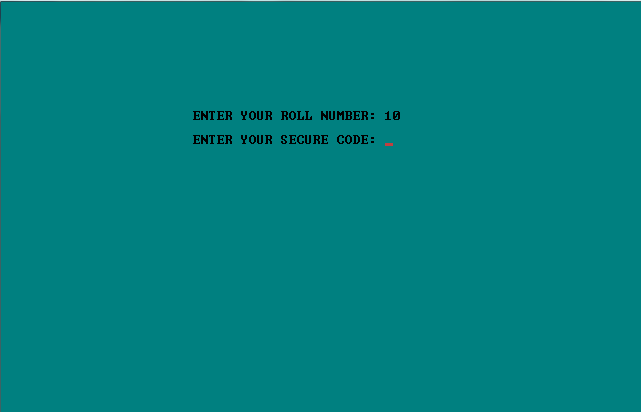 ENTER YOUR ROLL NUMBER: 10
ENTER YOUR SECURE CODE: _